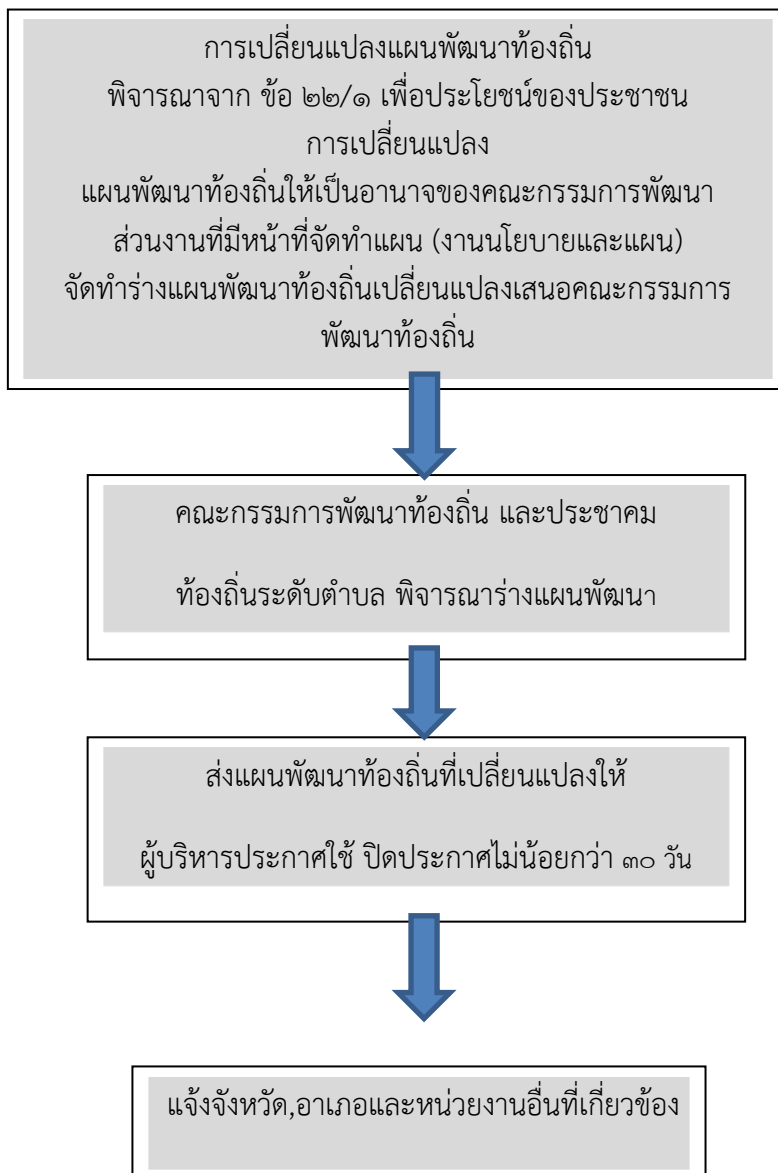 การเปลี่ยนแปลงแผนพัฒนาท้องถิ่น
พิจารณาจาก ข้อ ๒๒/๑ เพื่อประโยชน์ของประชาชน
การเปลี่ยนแปลง
แผนพัฒนาท้องถิ่นให้เป็นอานาจของคณะกรรมการพัฒนา
ส่วนงานที่มีหน้าที่จัดทำแผน (งานนโยบายและแผน)
จัดทำร่างแผนพัฒนาท้องถิ่นเปลี่ยนแปลงเสนอคณะกรรมการ
พัฒนาท้องถิ่น
คณะกรรมการพัฒนาท้องถิ่น และประชาคม
ท้องถิ่นระดับตำบล พิจารณาร่างแผนพัฒนา
ส่งแผนพัฒนาท้องถิ่นที่เปลี่ยนแปลงให้
ผู้บริหารประกาศใช้ ปิดประกาศไม่น้อยกว่า ๓๐ วัน
แจ้งจังหวัด,อาเภอและหน่วยงานอื่นที่เกี่ยวข้อง